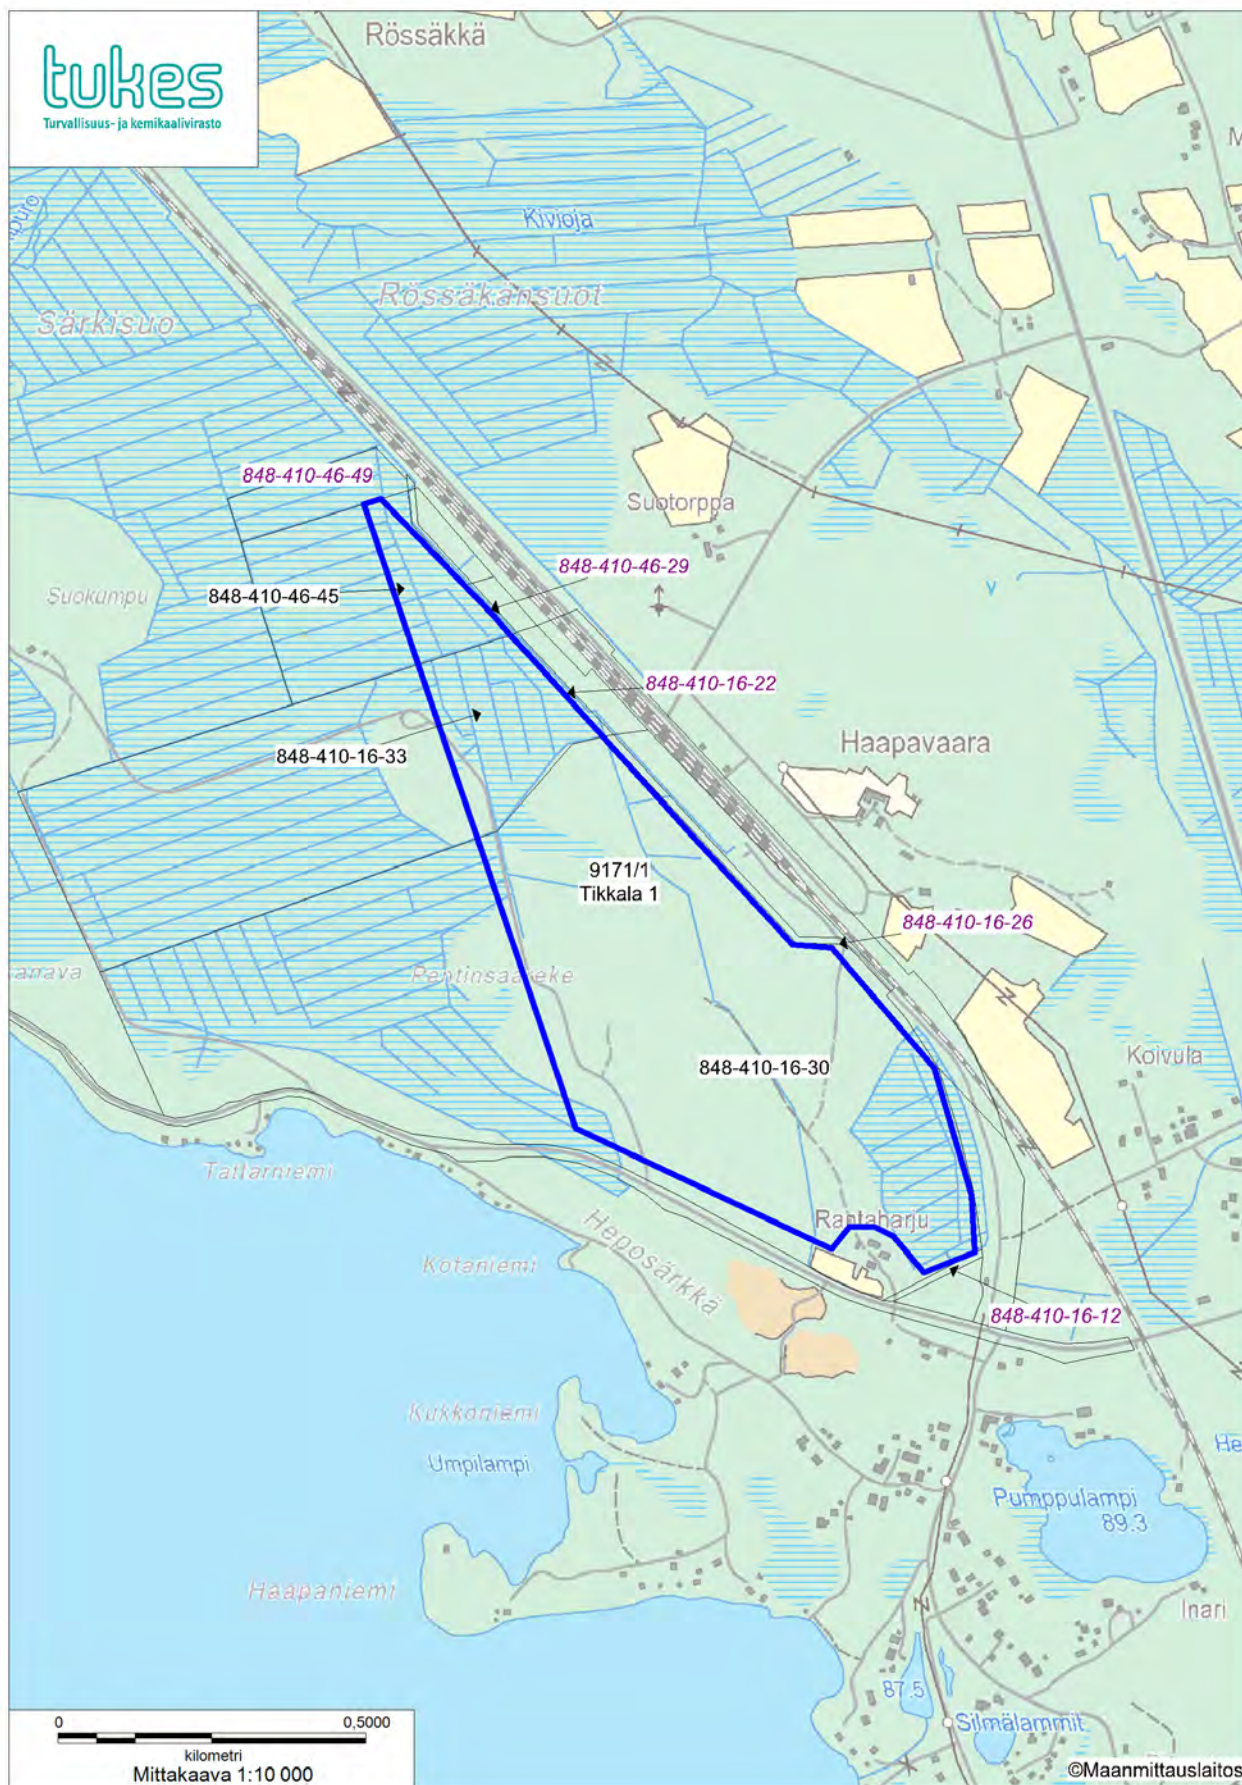 tukes
Turvallisuus- ja kemikaalivirasto
Rössäkkä
Kivioja
Rössäkänsuot
Särkisuo
848-410-46-49
Suotorppa
848-410-46-29
Suokumpu
848-410-46-45
848-410-16-22
848-410-16-33
Haapavaara
9171/1
Tikkala 1
848-410-16-26
Pentinsaareke
848-410-16-30
Koivula
Tattarniemi
Rantaharju
Heposärkkä
Kotaniemi
848-410-16-12
Kukkoniemi
Umpilampi
Pumppulampi
89.3
Haapaniemi
Inari
87.5
Silmälammit
0 0,5000
kilometri
Mittakaava 1:10 000
©Maanmittauslaitos